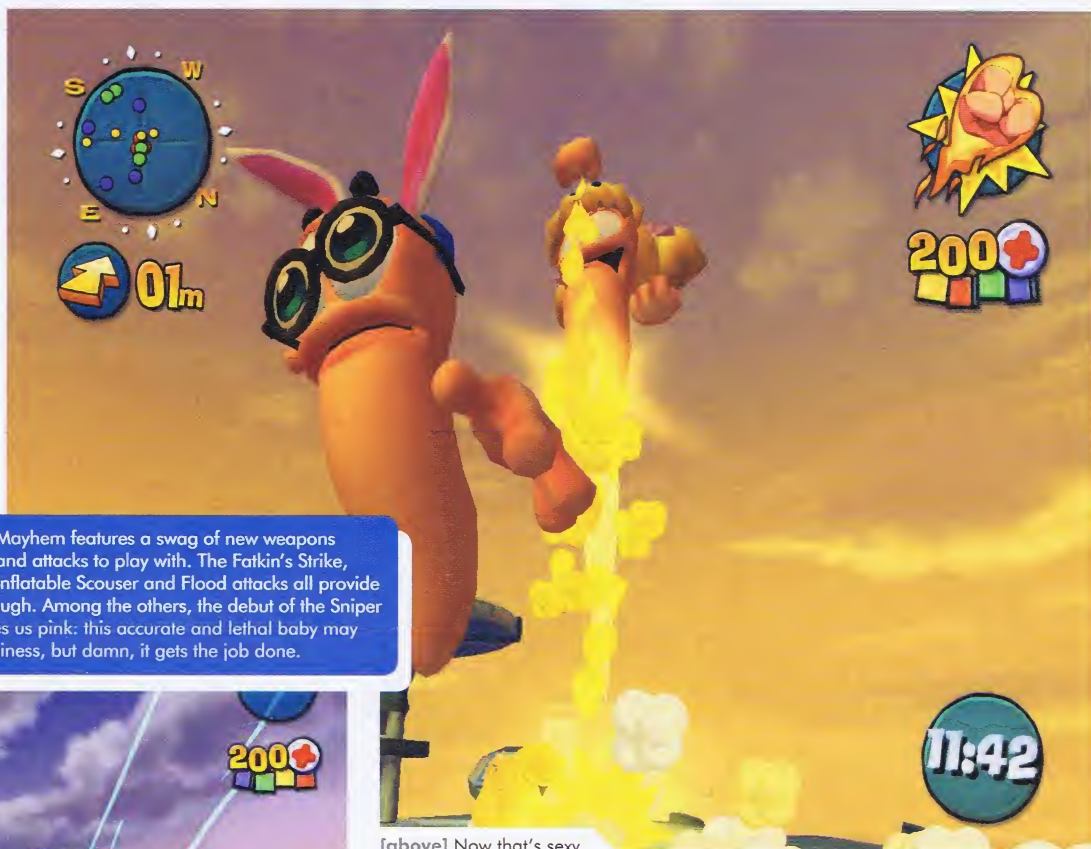 S
W
E
N
01m
200
Mayhem features a swag of new weapons
and attacks to play with. The Fatkin's Strike,
nflatable Scouser and Flood attacks all provide
ugh. Among the others, the debut of the Sniper
es us pink: this accurate and lethal baby may
iness, but damn, it gets the job done.
200
11:42
[above] Now that's sexy